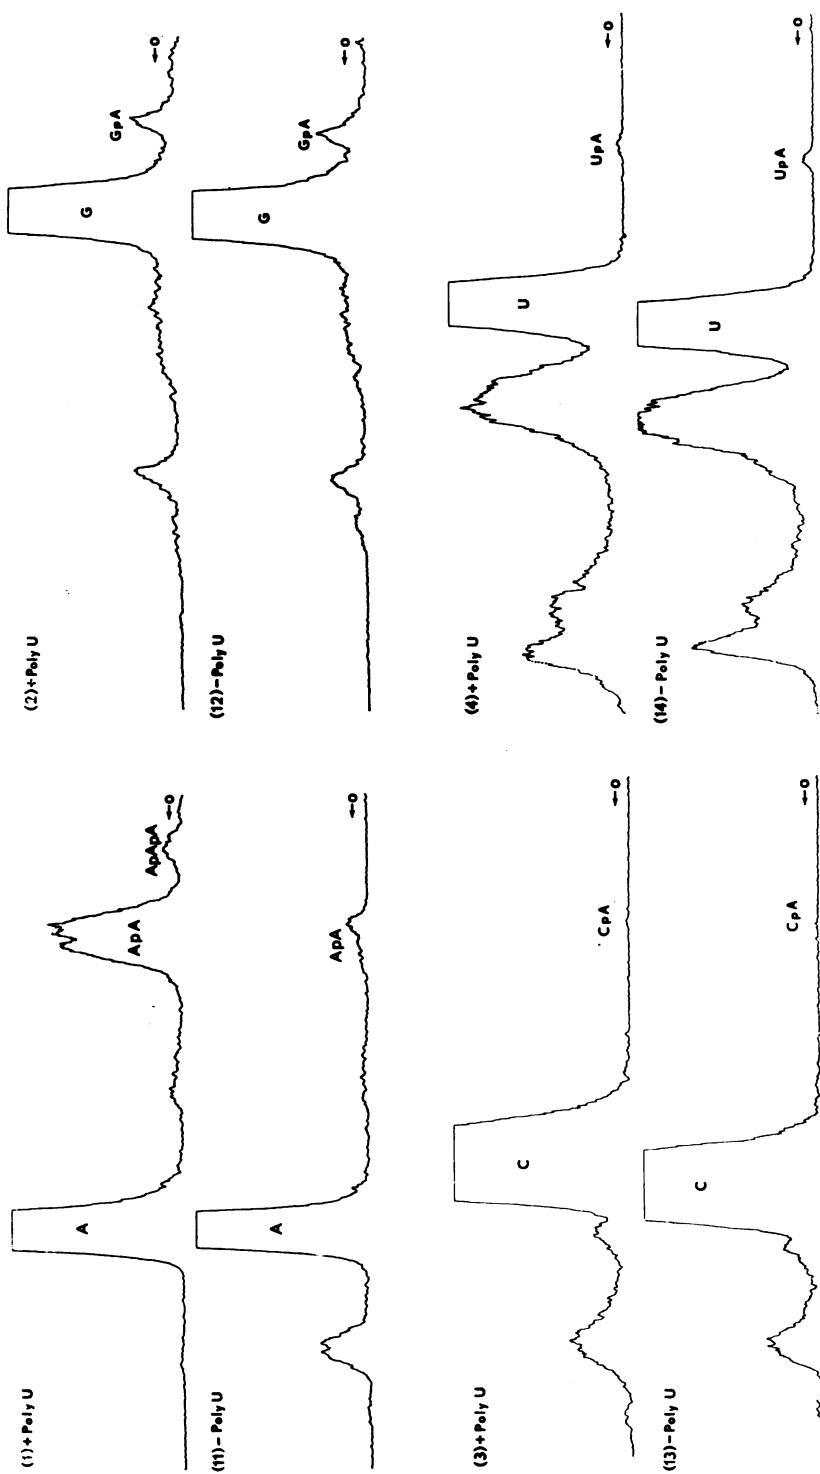 (1)+Poly U
A
ApA
ApApA
←o
(11)−Poly U
A
ApA
←o
(2)+Poly U
G
GpA
←o
(12)−Poly U
G
GpA
←o
(3)+Poly U
C
CpA
←o
(13)−Poly U
C
CpA
←o
(4)+Poly U
U
UpA
←o
(14)−Poly U
U
UpA
←o